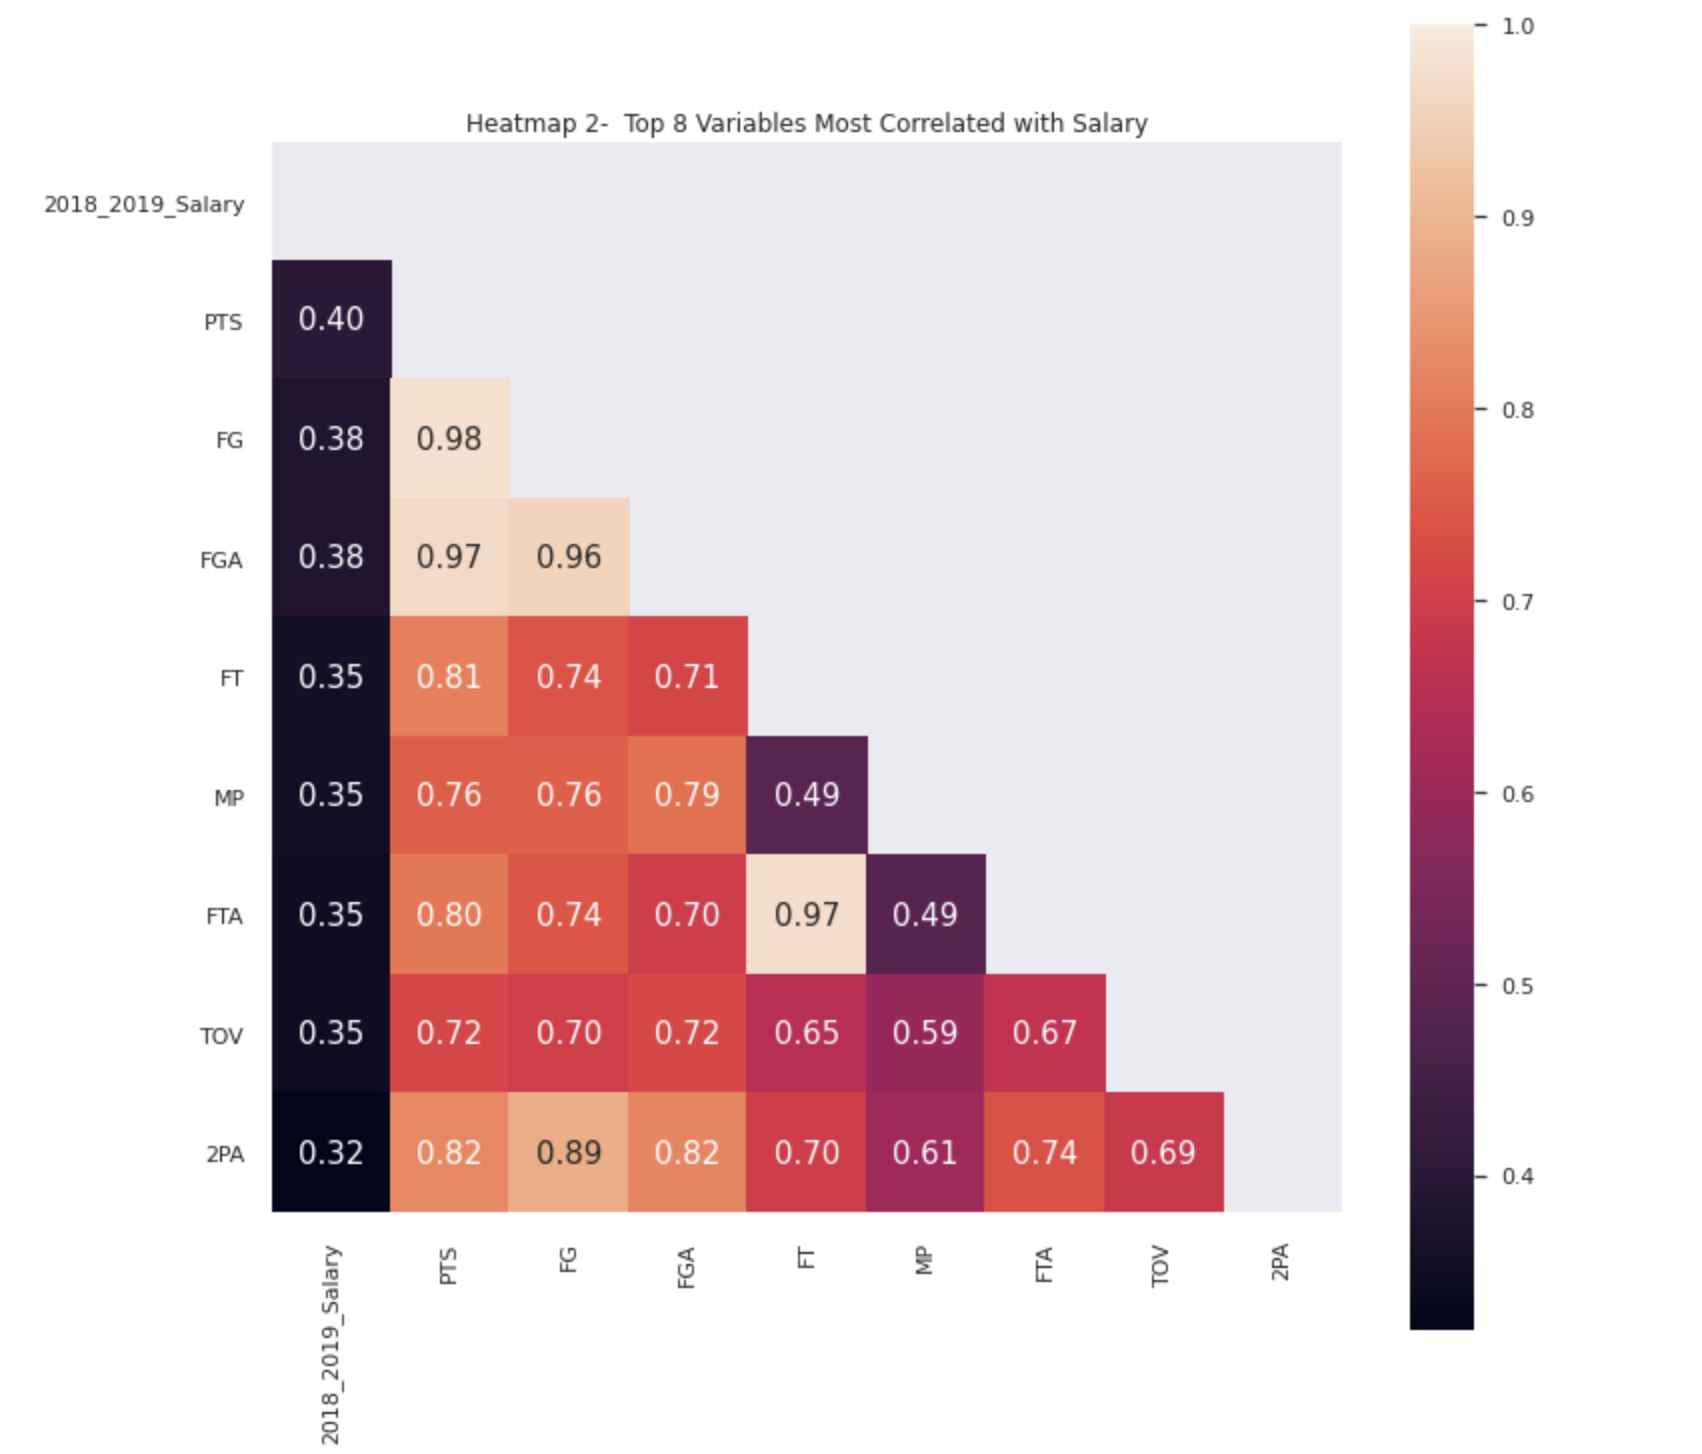 Heatmap 2-  Top 8 Variables Most Correlated with Salary
2018_2019_Salary
PTS 0.40
FG 0.38 0.98
FGA 0.38 0.97 0.96
FT 0.35 0.81 0.74 0.71
MP 0.35 0.76 0.76 0.79 0.49
FTA 0.35 0.80 0.74 0.70 0.97 0.49
TOV 0.35 0.72 0.70 0.72 0.65 0.59 0.67
2PA 0.32 0.82 0.89 0.82 0.70 0.61 0.74 0.69
2018_2019_Salary PTS FG FGA FT MP FTA TOV 2PA
1.0
0.9
0.8
0.7
0.6
0.5
0.4